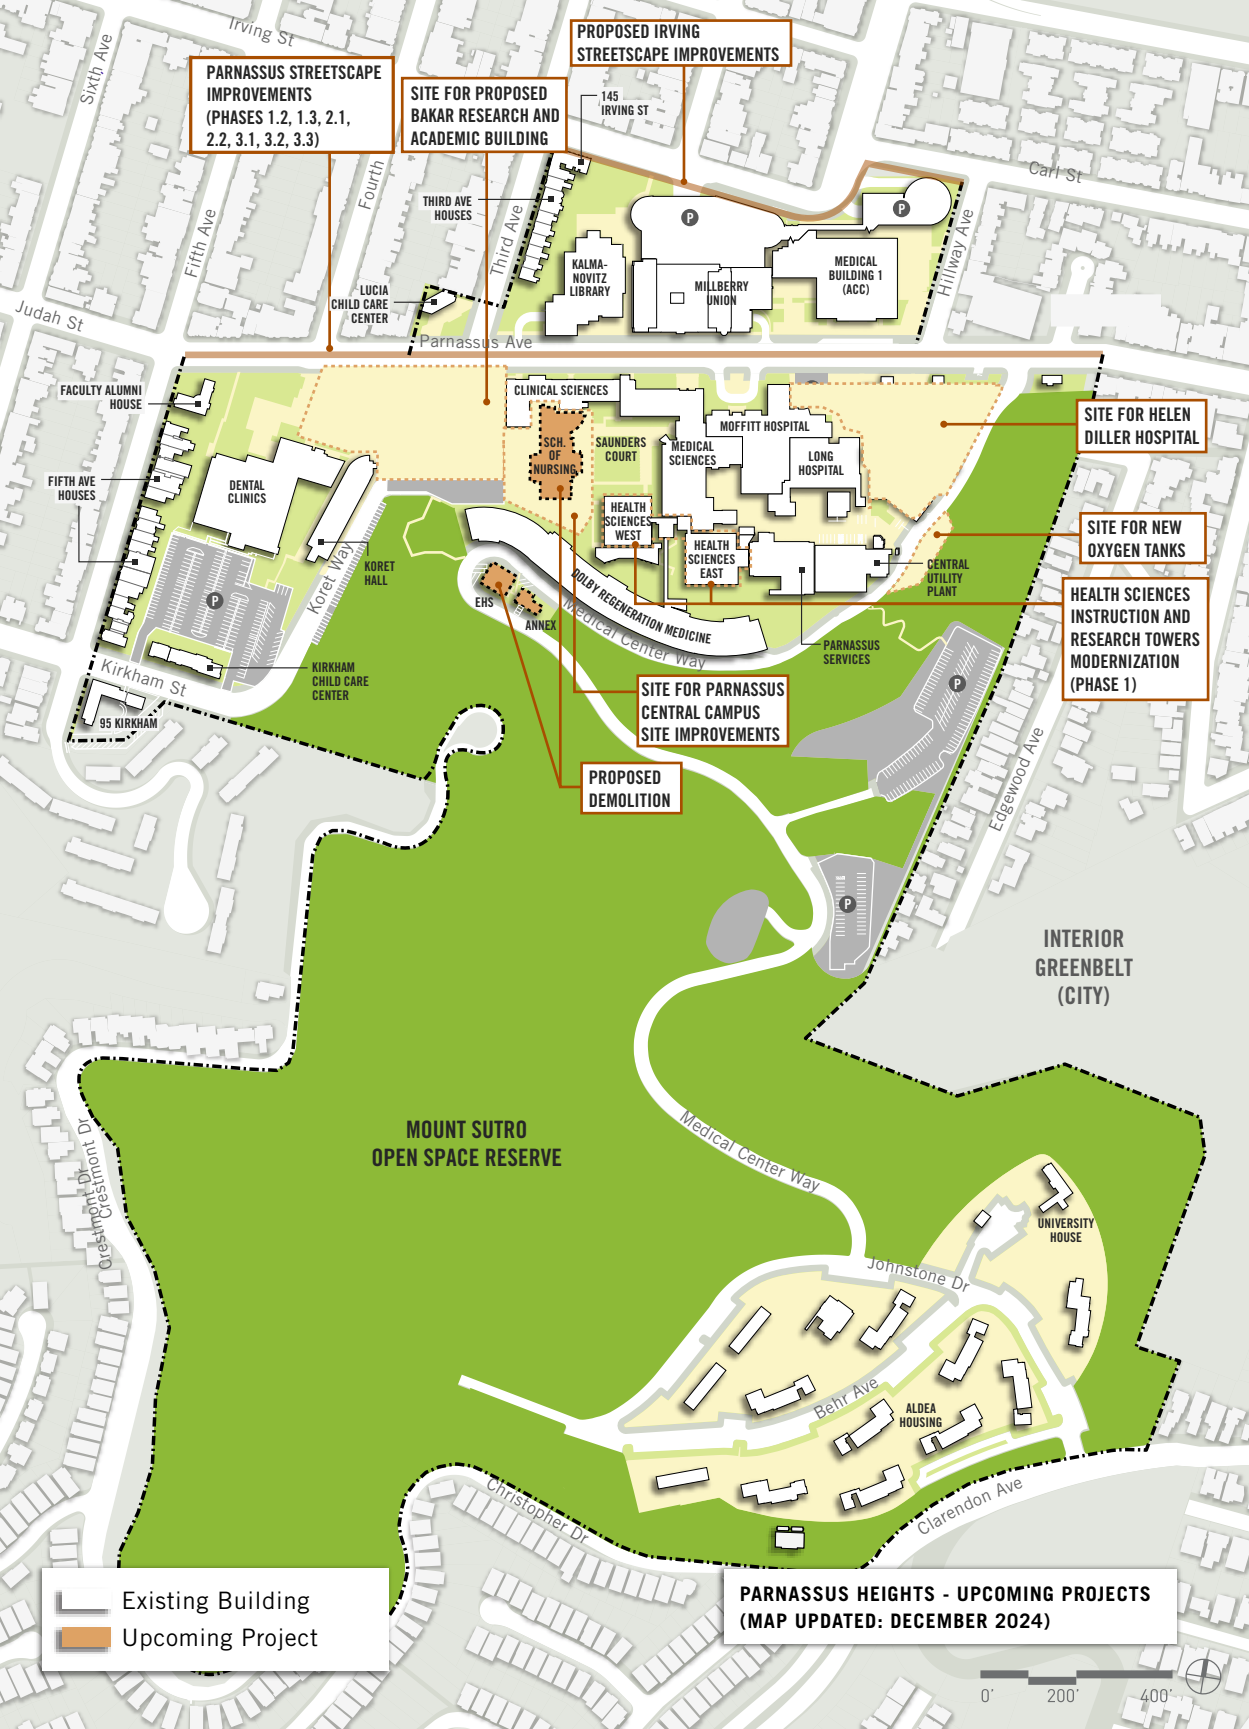 Irving St
Sixth Ave
PROPOSED IRVING
STREETSCAPE IMPROVEMENTS
PARNASSUS STREETSCAPE
IMPROVEMENTS
(PHASES 1.2, 1.3, 2.1,
2.2, 3.1, 3.2, 3.3)
SITE FOR PROPOSED
BAKAR RESEARCH AND
ACADEMIC BUILDING
145
IRVING ST
Carl St
Fourth
Fifth Ave
THIRD AVE
HOUSES
Third Ave
P
P
Hillway Ave
KALMA-
NOVITZ
LIBRARY
MILLBERRY
UNION
MEDICAL
BUILDING 1
(ACC)
LUCIA
CHILD CARE
CENTER
Judah St
Parnassus Ave
FACULTY ALUMNI
HOUSE
CLINICAL SCIENCES
SCH.
OF
NURSING
SAUNDERS
COURT
MEDICAL
SCIENCES
MOFFITT HOSPITAL
LONG
HOSPITAL
SITE FOR HELEN
DILLER HOSPITAL
FIFTH AVE
HOUSES
DENTAL
CLINICS
HEALTH
SCIENCES
WEST
HEALTH
SCIENCES
EAST
SITE FOR NEW
OXYGEN TANKS
KORET
HALL
Koret Way
P
CENTRAL
UTILITY
PLANT
HEALTH SCIENCES
INSTRUCTION AND
RESEARCH TOWERS
MODERNIZATION
(PHASE 1)
EHS
ANNEX
DOLBY REGENERATION MEDICINE
Medical Center Way
PARNASSUS
SERVICES
Kirkham St
KIRKHAM
CHILD CARE
CENTER
95 KIRKHAM
SITE FOR PARNASSUS
CENTRAL CAMPUS
SITE IMPROVEMENTS
P
PROPOSED
DEMOLITION
Edgewood Ave
P
INTERIOR
GREENBELT
(CITY)
MOUNT SUTRO
OPEN SPACE RESERVE
Medical Center Way
Crestmont Dr
Crestmont Dr
UNIVERSITY
HOUSE
Johnstone Dr
Behr Ave
ALDEA
HOUSING
Christopher Dr
Clarendon Ave
Existing Building
Upcoming Project
PARNASSUS HEIGHTS - UPCOMING PROJECTS
(MAP UPDATED: DECEMBER 2024)
0'
200'
400'